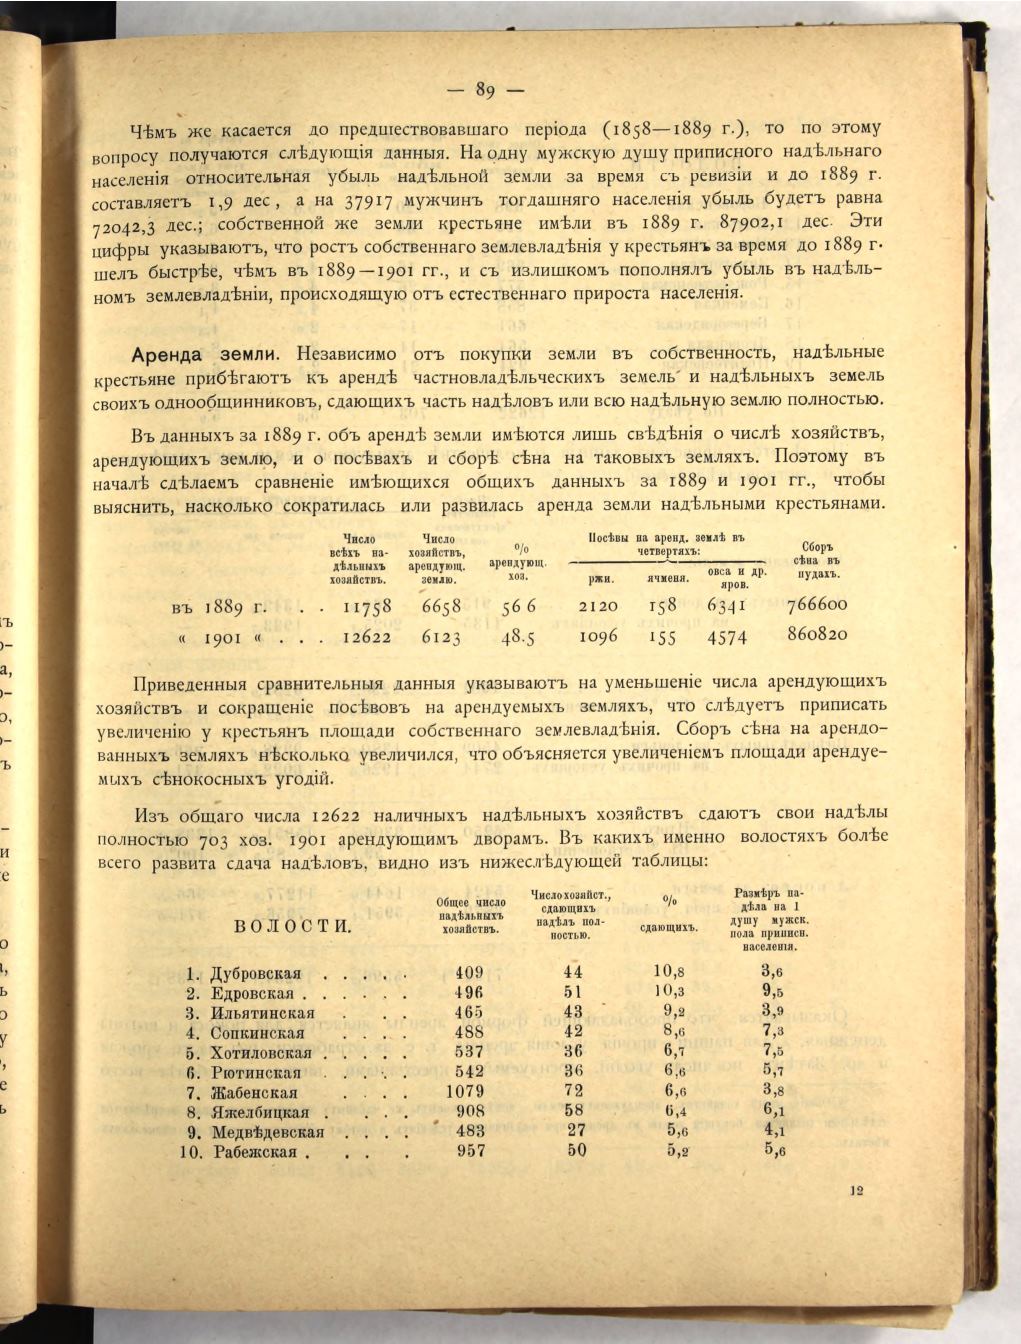 — 89 —
Чѣмъ же касается до предшествовавшаго періода (1858—1889 г.), то по этому
вопросу получаются слѣдующія данныя. На одну мужскую душу приписного надѣльнаго
населенія относительная убыль надѣльной земли за время съ ревизіи и до 1889 г.
составляетъ 1,9 дес, а на 37917 мужчинъ тогдашняго населенія убыль будетъ равна
72042,3 дес.; собственной же земли крестьяне имѣли въ 1889 г. 87902,1 дес. Эти
цифры указываютъ, что ростъ собственнаго землевладѣнія у крестьянъ за время до 1889 г.
шелъ быстрѣе, чѣмъ въ 1889—1901 гг., и съ излишкомъ пополнялъ убыль въ надѣль-
номъ землевладѣніи, происходящую отъ естественнаго прироста населенія.
Аренда земли. Независимо отъ покупки земли въ собственность, надѣльные
крестьяне прибѣгаютъ къ арендѣ частновладѣльческихъ земель и надѣльныхъ земель
своихъ однообщинниковъ, сдающихъ часть надѣловъ или всю надѣльную землю полностью.
Въ данныхъ за 1889 г. объ арендѣ земли имѣются лишь свѣдѣнія о числѣ хозяйствъ,
арендующихъ землю, и о посѣвахъ и сборѣ сѣна на таковыхъ земляхъ. Поэтому въ
началѣ сдѣлаемъ сравненіе имѣющихся общихъ данныхъ за 1889 и 1901 гг., чтобы
выяснить, насколько сократилась или развилась аренда земли надѣльными крестьянами.
Число всѣхъ на-дѣльныхъ хозяйствъ. Число хозяйствъ, арендующ. землю. % арендующ. хоз. Посѣвы на аренд. землѣ въ четвертяхъ: ржи. ячменя. овса и др. яров. Сборъ сѣна въ пудахъ.
въ 1889 г. . . 11758 6658 56 6 2120 158 6341 766600
« 1901 « . . . 12622 6123 48.5 1096 155 4574 860820
Приведенныя сравнительныя данныя указываютъ на уменьшеніе числа арендующихъ
хозяйствъ и сокращеніе посѣвовъ на арендуемыхъ земляхъ, что слѣдуетъ приписать
увеличенію у крестьянъ площади собственнаго землевладѣнія. Сборъ сѣна на арендо-
ванныхъ земляхъ нѣсколько увеличился, что объясняется увеличеніемъ площади арендуе-
мыхъ сѣнокосныхъ угодій.
Изъ общаго числа 12622 наличныхъ надѣльныхъ хозяйствъ сдаютъ свои надѣлы
полностью 703 хоз. 1901 арендующимъ дворамъ. Въ какихъ именно волостяхъ болѣе
всего развита сдача надѣловъ, видно изъ нижеслѣдующей таблицы:
ВОЛОСТИ. Общее число надѣльныхъ хозяйствъ. Число хозяйст., сдающихъ надѣлъ пол-ностью. % сдающихъ. Размѣръ на-дѣла на 1 душу мужск. пола приписн. населенія.
1. Дубровская . . . . . 409 44 10,8 3,6
2. Едровская . . . . . . 496 51 10,3 9,5
3. Ильятинская . . . 465 43 9,2 3,9
4. Сопкинская . . . . 488 42 8,6 7,3
5. Хотиловская . . . . . 537 36 6,7 7,5
6. Рютинская . . . . . 542 36 6,6 5,7
7. Жабенская . . . . 1079 72 6,6 3,8
8. Яжелбицкая . . . . . 908 58 6,4 6,1
9. Медвѣдевская . . . . 483 27 5,6 4,1
10. Рабежская . . . . 957 50 5,2 5,6
12